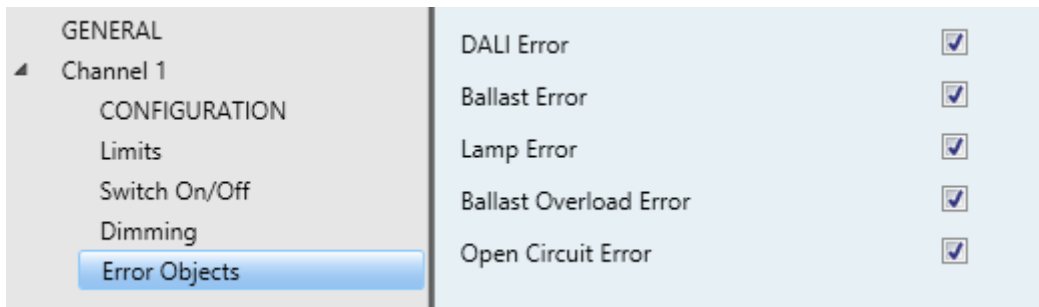 GENERAL
Channel 1
CONFIGURATION
Limits
Switch On/Off
Dimming
Error Objects
DALI Error
Ballast Error
Lamp Error
Ballast Overload Error
Open Circuit Error